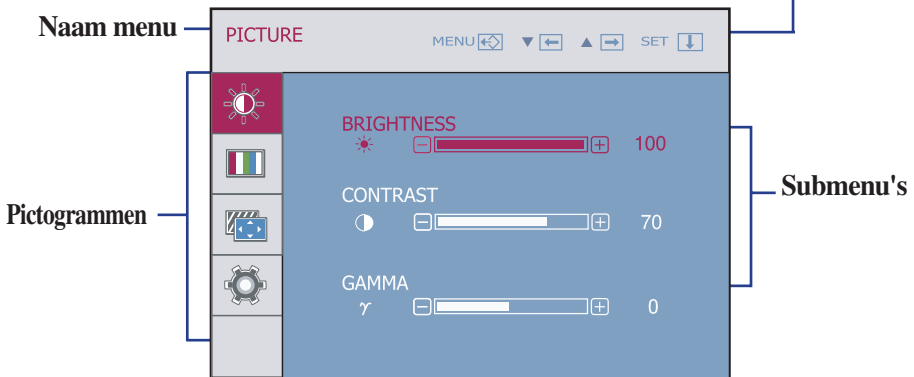 Naam menu
PICTURE MENU ▼ ▲ SET
BRIGHTNESS
100
Submenu's
CONTRAST
Pictogrammen
70
GAMMA
γ 0